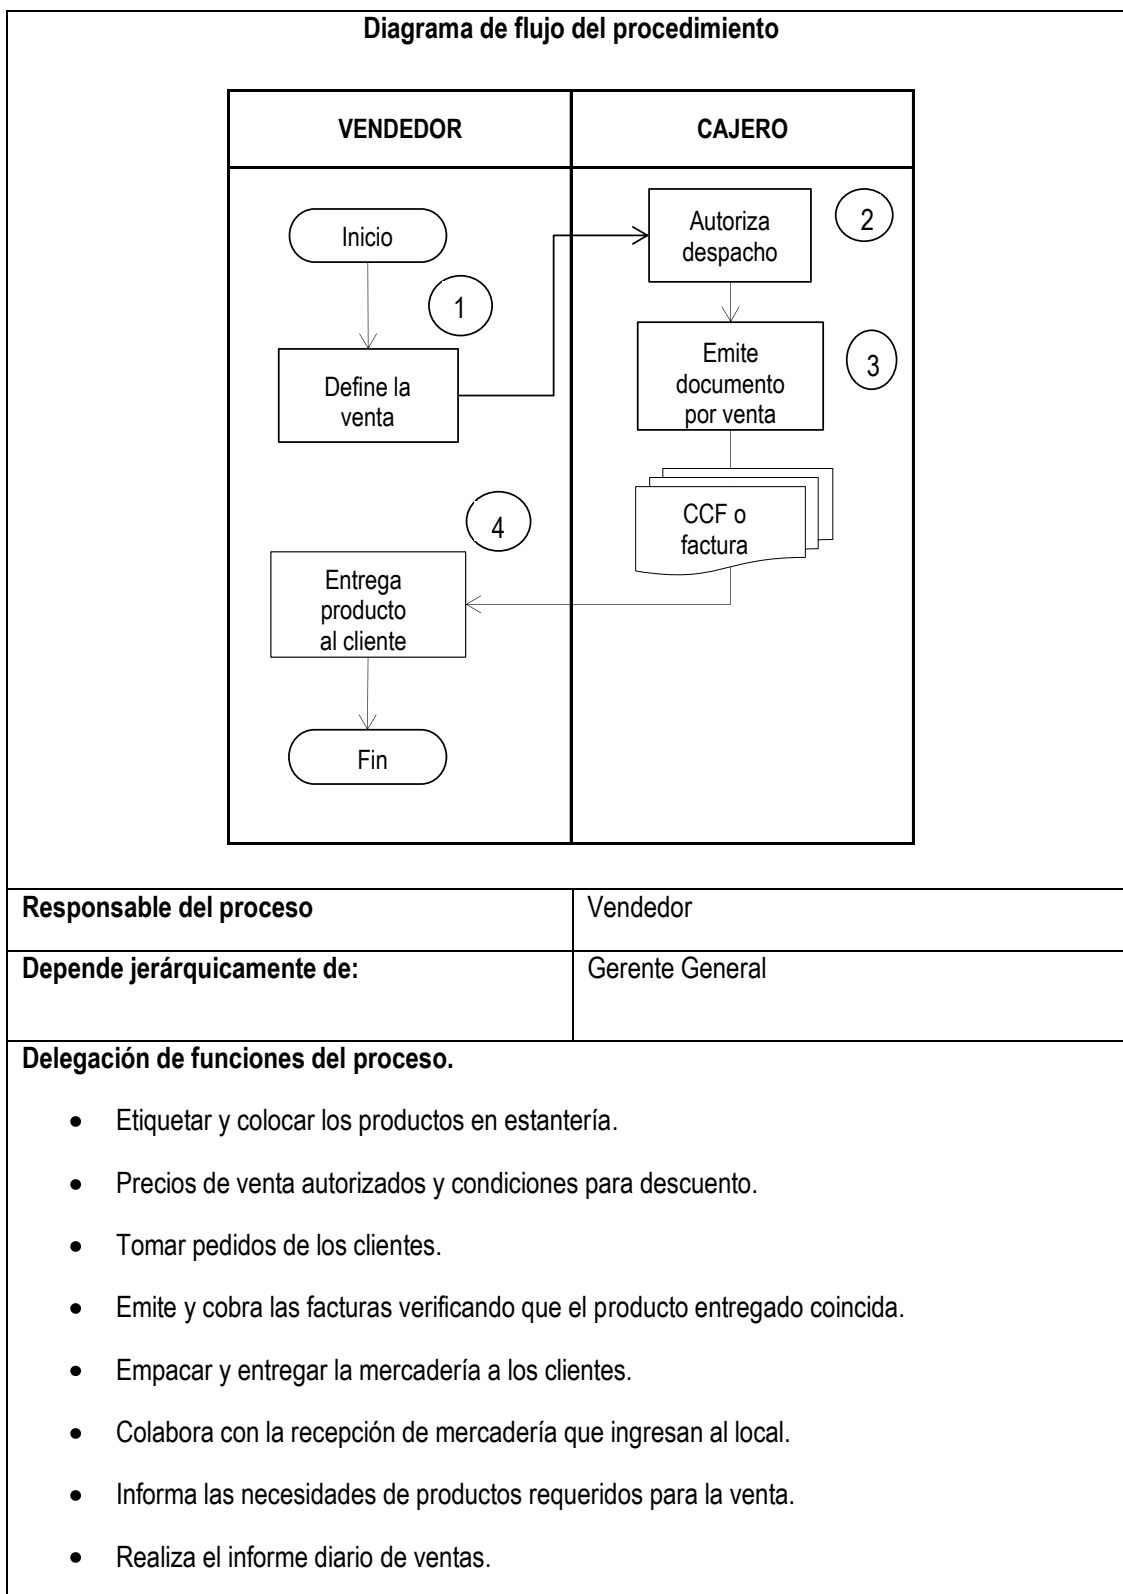 Diagrama de flujo del procedimiento
VENDEDOR
CAJERO
Inicio
1
Define la
venta
Autoriza
despacho
2
Emite
documento
por venta
3
CCF o
factura
4
Entrega
producto
al cliente
Fin
Responsable del proceso
Vendedor
Depende jerárquicamente de:
Gerente General
Delegación de funciones del proceso.
• Etiquetar y colocar los productos en estantería.
• Precios de venta autorizados y condiciones para descuento.
• Tomar pedidos de los clientes.
• Emite y cobra las facturas verificando que el producto entregado coincida.
• Empacar y entregar la mercadería a los clientes.
• Colabora con la recepción de mercadería que ingresan al local.
• Informa las necesidades de productos requeridos para la venta.
• Realiza el informe diario de ventas.